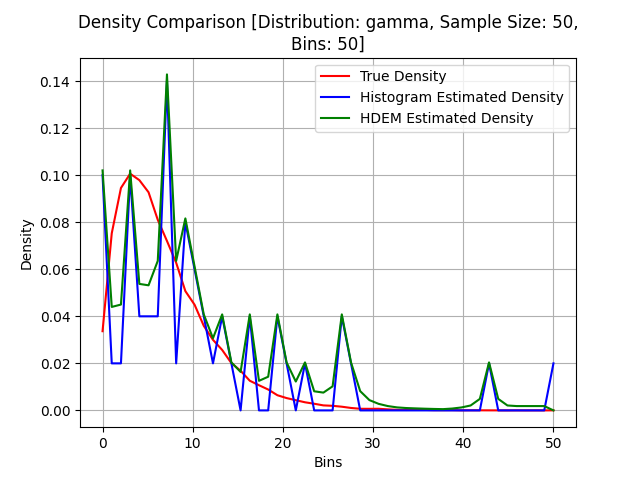 Density Comparison [Distribution: gamma, Sample Size: 50,
Bins: 50]
True Density
Histogram Estimated Density
HDEM Estimated Density
Density
0.14
0.12
0.10
0.08
0.06
0.04
0.02
0.00
0 10 20 30 40 50
Bins